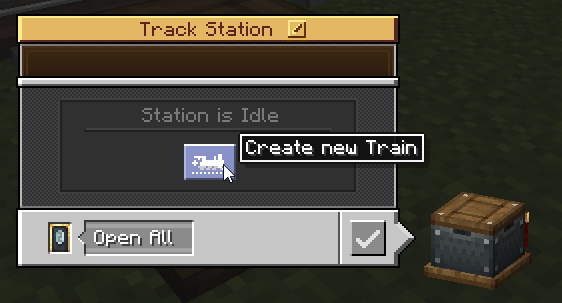 Track Station
Station is Idle
Create new Train
Open All